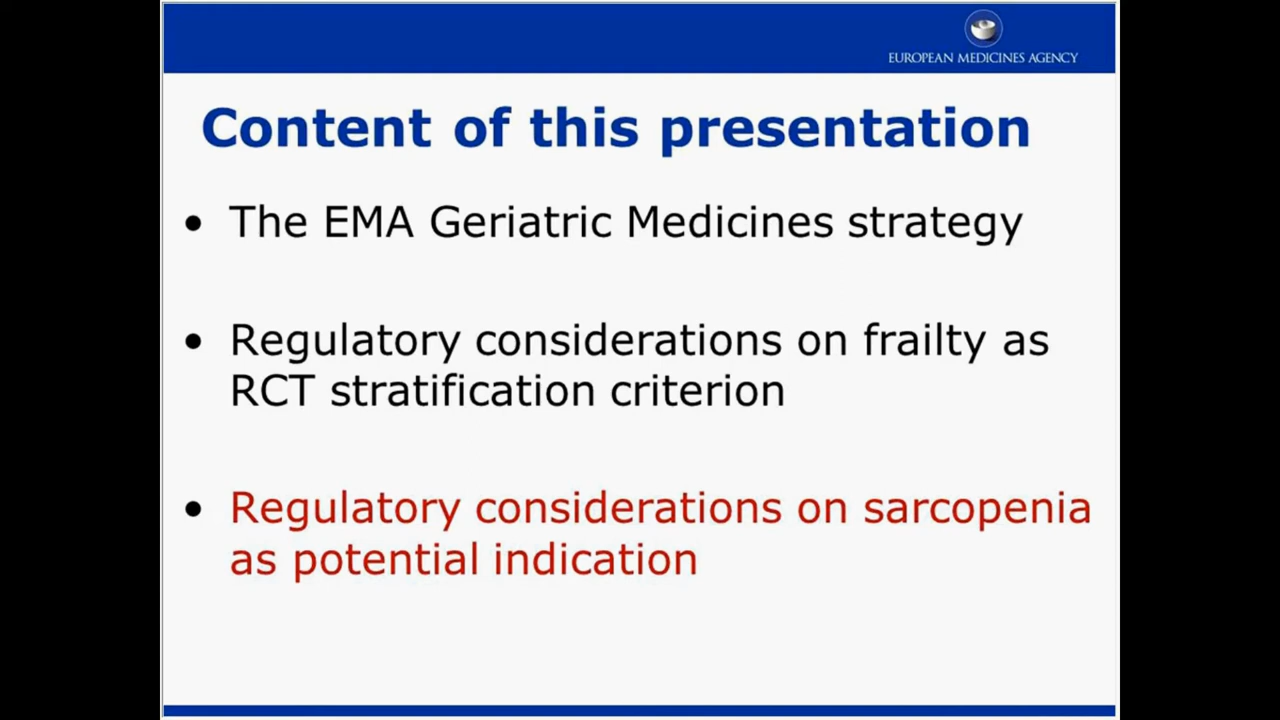 EUROPEAN MEDICINES AGENCY
Content of this presentation
• The EMA Geriatric Medicines strategy
• Regulatory considerations on frailty as
RCT stratification criterion
• Regulatory considerations on sarcopenia
as potential indication